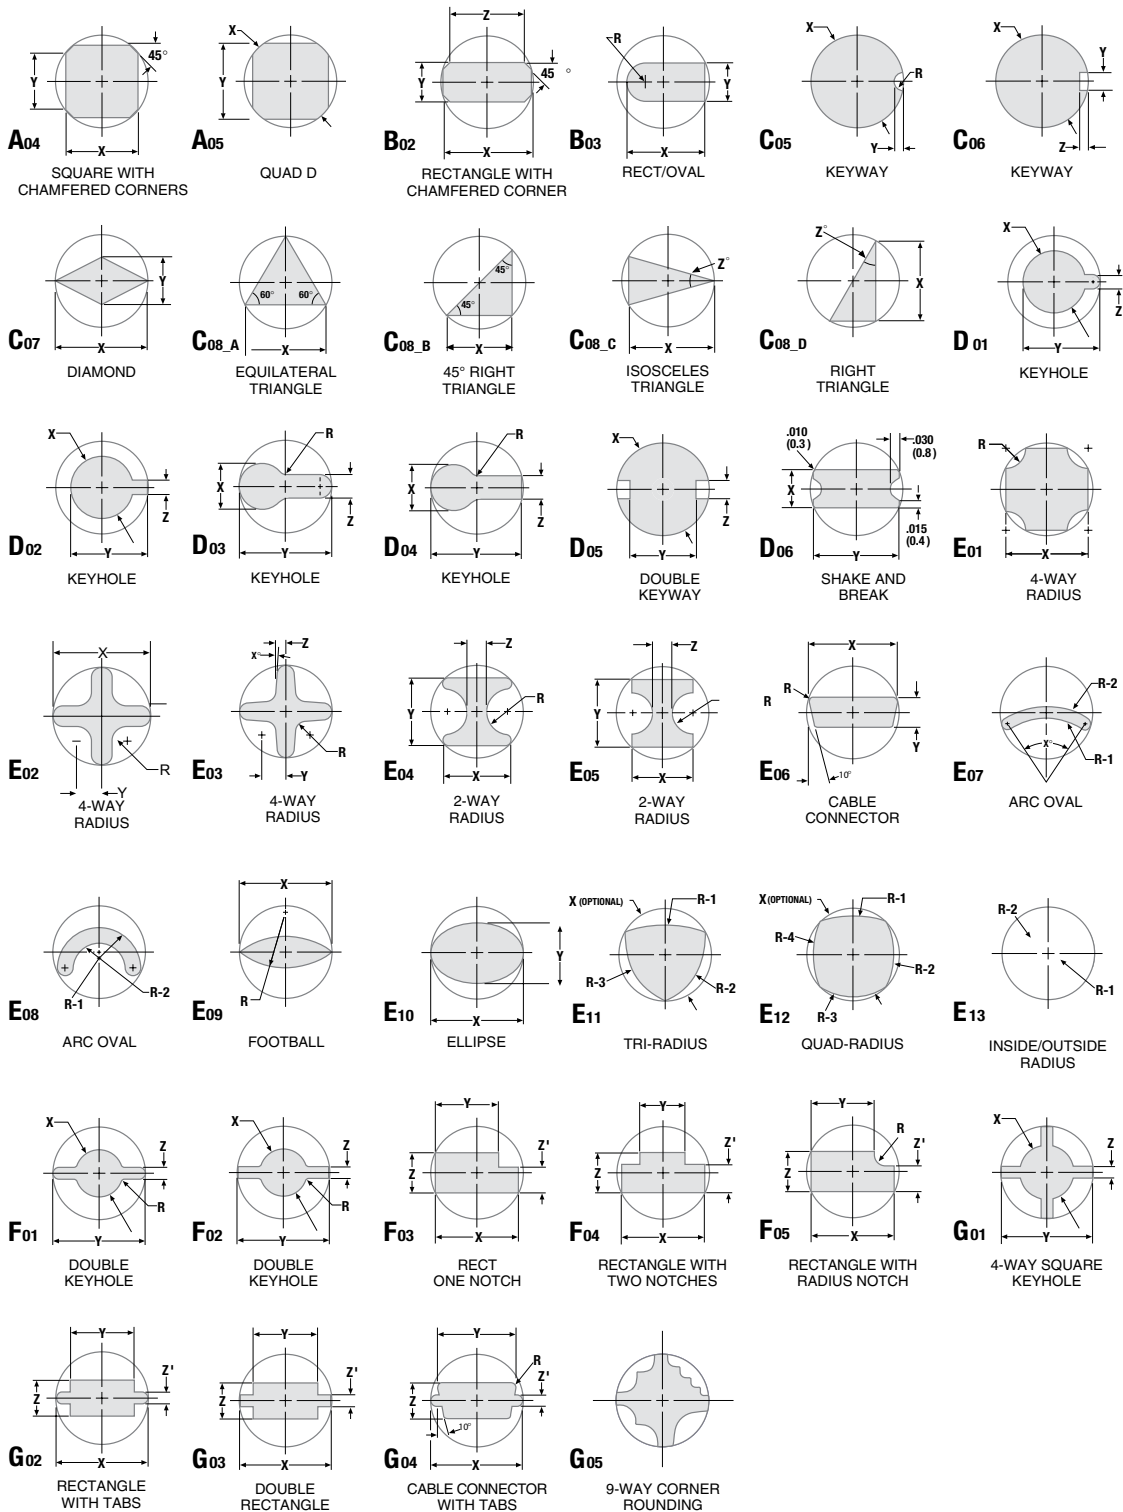 Z
X
X
R
X
X
45°
Y
Y
Y
45 °
Y
R
Y
A04
X
A05
B02
X
B03
X
C05
Y
C06
Z
SQUARE WITH
CHAMFERED CORNERS
QUAD D
RECTANGLE WITH
CHAMFERED CORNER
RECT/OVAL
KEYWAY
KEYWAY
Z°
X
45°
Z°
Y
X
60° 60°
45°
Z
C07
X
C08_A
X
C08_B
X
C08_C
X
C08_D
D 01
Y
DIAMOND
EQUILATERAL
TRIANGLE
45° RIGHT
TRIANGLE
ISOSCELES
TRIANGLE
RIGHT
TRIANGLE
KEYHOLE
X
R
R
X
.010
(0.3)
.030
(0.8)
R
X
X
X
Z
Z
Z
Z
.015
(0.4)
D02
Y
D03
Y
D04
Y
D05
Y
D06
Y
E01
X
KEYHOLE
KEYHOLE
KEYHOLE
DOUBLE
KEYWAY
SHAKE AND
BREAK
4-WAY
RADIUS
X
Z
X°
Z
Z
X
R-2
R
R
R
Y
Y
R
R
Y
10°
X°
R-1
E02
Y
E03
Y
E04
X
E05
X
E06
E07
4-WAY
RADIUS
4-WAY
RADIUS
2-WAY
RADIUS
2-WAY
RADIUS
CABLE
CONNECTOR
ARC OVAL
X
X (OPTIONAL)
R-1
X (OPTIONAL)
R-1
R-2
R-4
Y
R-2
R-1
R-2
R
R-3
R-2
R-3
R-1
E08
E09
E10
X
E11
E12
E 13
ARC OVAL
FOOTBALL
ELLIPSE
TRI-RADIUS
QUAD-RADIUS
INSIDE/OUTSIDE
RADIUS
Y
Y
Y
X
X
R
X
Z
Z
Z'
Z'
Z'
Z
Z
Z
Z
R
R
F01
Y
F02
Y
F03
X
F04
X
F05
X
G01
Y
DOUBLE
KEYHOLE
DOUBLE
KEYHOLE
RECT
ONE NOTCH
RECTANGLE WITH
TWO NOTCHES
RECTANGLE WITH
RADIUS NOTCH
4-WAY SQUARE
KEYHOLE
Y
Y
Y
R
Z'
Z'
Z'
Z
Z
Z
10°
G02
X
G03
X
G04
X
G05
RECTANGLE
WITH TABS
DOUBLE
RECTANGLE
CABLE CONNECTOR
WITH TABS
9-WAY CORNER
ROUNDING